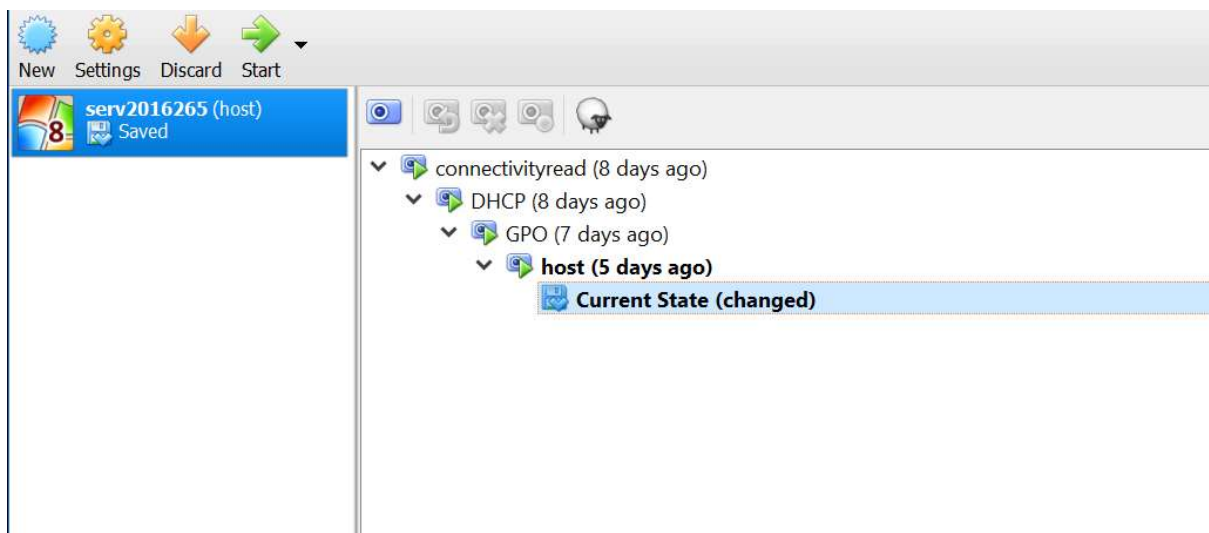 New Settings Discard Start
serv2016265 (host)
8
Saved
connectivityread (8 days ago)
DHCP (8 days ago)
GPO (7 days ago)
host (5 days ago)
Current State (changed)